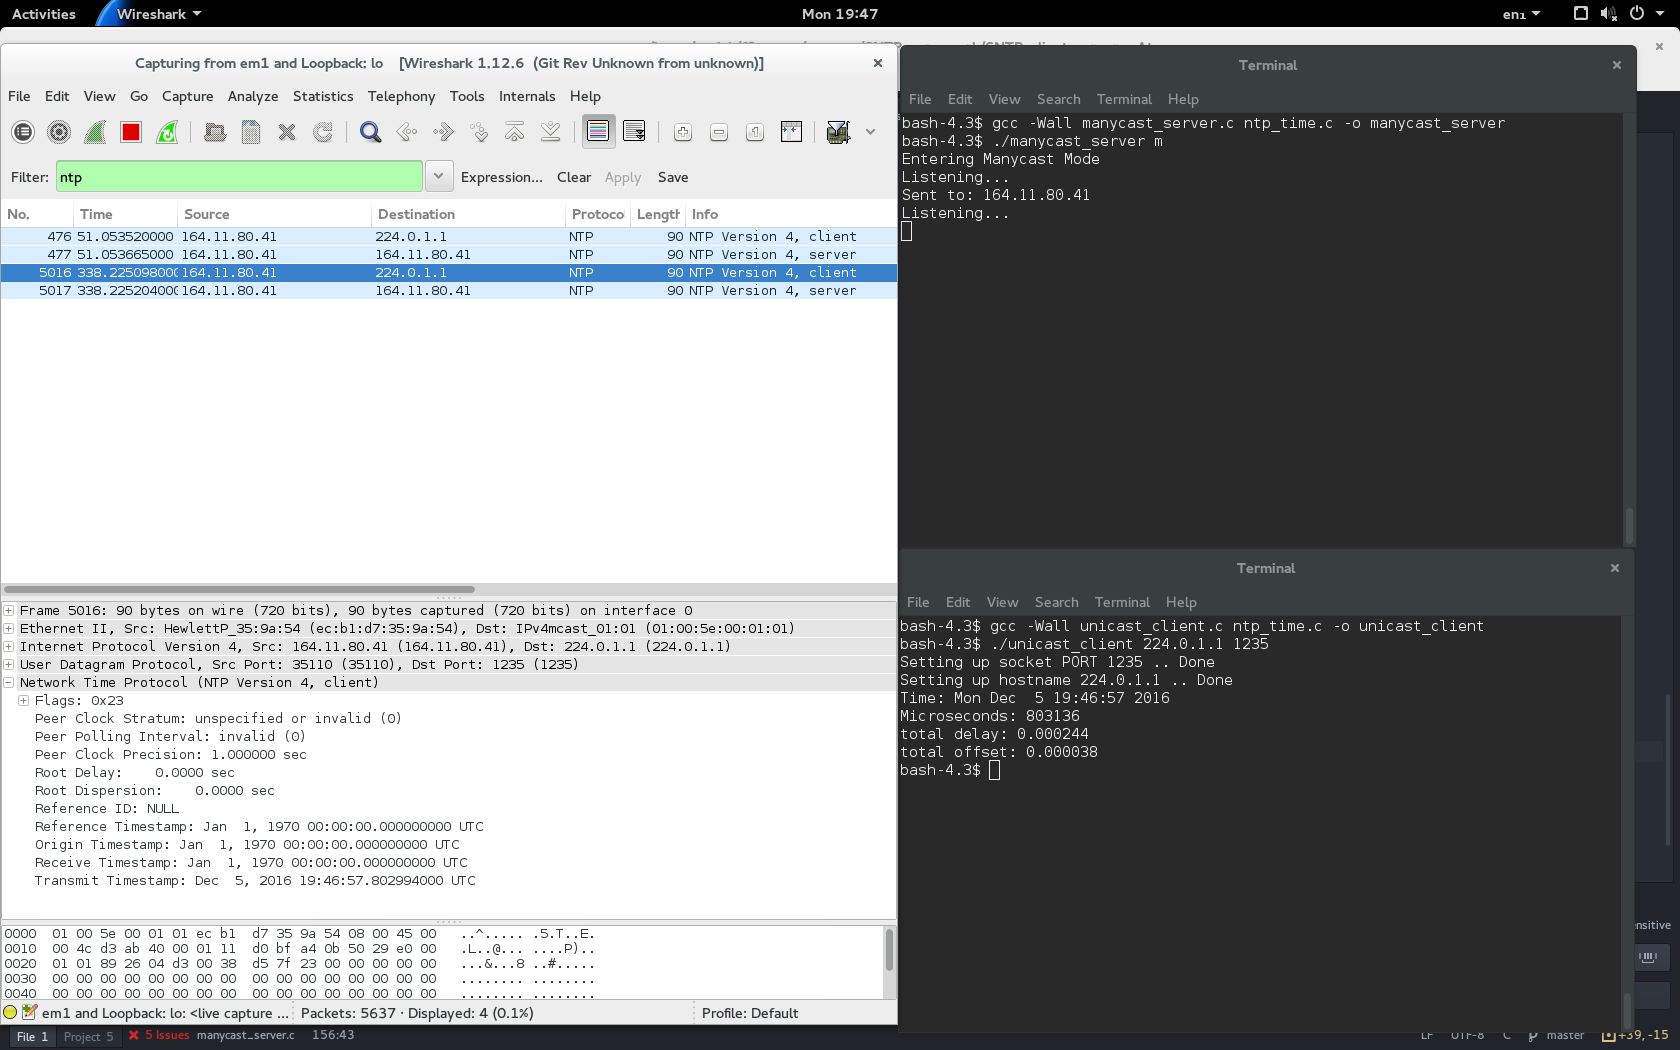 Activities Wireshark Mon 19:47 en₁
Capturing from em1 and Loopback: lo [Wireshark 1.12.6 (Git Rev Unknown from unknown)]
File Edit View Go Capture Analyze Statistics Telephony Tools Internals Help
Filter: ntp Expression... Clear Apply Save
No. Time Source Destination Protoco Length Info
476 51.053520000 164.11.80.41 224.0.1.1 NTP 90 NTP Version 4, client
477 51.053665000 164.11.80.41 164.11.80.41 NTP 90 NTP Version 4, server
5016 338.225098000 164.11.80.41 224.0.1.1 NTP 90 NTP Version 4, client
5017 338.225204000 164.11.80.41 164.11.80.41 NTP 90 NTP Version 4, server
Frame 5016: 90 bytes on wire (720 bits), 90 bytes captured (720 bits) on interface 0
Ethernet II, Src: HewlettP_35:9a:54 (ec:b1:d7:35:9a:54), Dst: IPv4mcast_01:01 (01:00:5e:00:01:01)
Internet Protocol Version 4, Src: 164.11.80.41 (164.11.80.41), Dst: 224.0.1.1 (224.0.1.1)
User Datagram Protocol, Src Port: 35110 (35110), Dst Port: 1235 (1235)
Network Time Protocol (NTP Version 4, client)
Flags: 0x23
Peer Clock Stratum: unspecified or invalid (0)
Peer Polling Interval: invalid (0)
Peer Clock Precision: 1.000000 sec
Root Delay: 0.0000 sec
Root Dispersion: 0.0000 sec
Reference ID: NULL
Reference Timestamp: Jan 1, 1970 00:00:00.000000000 UTC
Origin Timestamp: Jan 1, 1970 00:00:00.000000000 UTC
Receive Timestamp: Jan 1, 1970 00:00:00.000000000 UTC
Transmit Timestamp: Dec 5, 2016 19:46:57.802994000 UTC
0000 01 00 5e 00 01 01 ec b1 d7 35 9a 54 08 00 45 00 ..^..... .5.T..E.
0010 00 4c d3 ab 40 00 01 11 d0 bf a4 0b 50 29 e0 00 .L..@... ....P)..
0020 01 01 89 26 04 d3 00 38 d5 7f 23 00 00 00 00 00 ...&...8 ..#.....
0030 00 00 00 00 00 00 00 00 00 00 00 00 00 00 00 00 ........ ........
0040 00 00 00 00 00 00 00 00 00 00 00 00 00 00 00 00 ........ ........
em1 and Loopback: lo: <live capture ... Packets: 5637 · Displayed: 4 (0.1%) Profile: Default
Terminal
File Edit View Search Terminal Help
bash-4.3$ gcc -Wall manycast_server.c ntp_time.c -o manycast_server
bash-4.3$ ./manycast_server m
Entering Manycast Mode
Listening...
Sent to: 164.11.80.41
Listening...
Terminal
File Edit View Search Terminal Help
bash-4.3$ gcc -Wall unicast_client.c ntp_time.c -o unicast_client
bash-4.3$ ./unicast_client 224.0.1.1 1235
Setting up socket PORT 1235 .. Done
Setting up hostname 224.0.1.1 .. Done
Time: Mon Dec 5 19:46:57 2016
Microseconds: 803136
total delay: 0.000244
total offset: 0.000038
bash-4.3$
nsitive
File 1 Project 5 5 Issues manycast_server.c 156:43 LF UTF-8 C master +39, -15